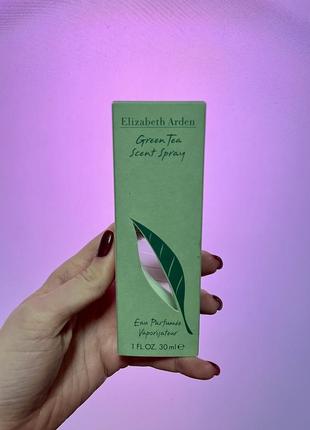 Elizabeth Arden
Green Tea
Scent Spray
Eau Parfumée
Vaporisateur
1 FL.OZ. 30 ml ℮